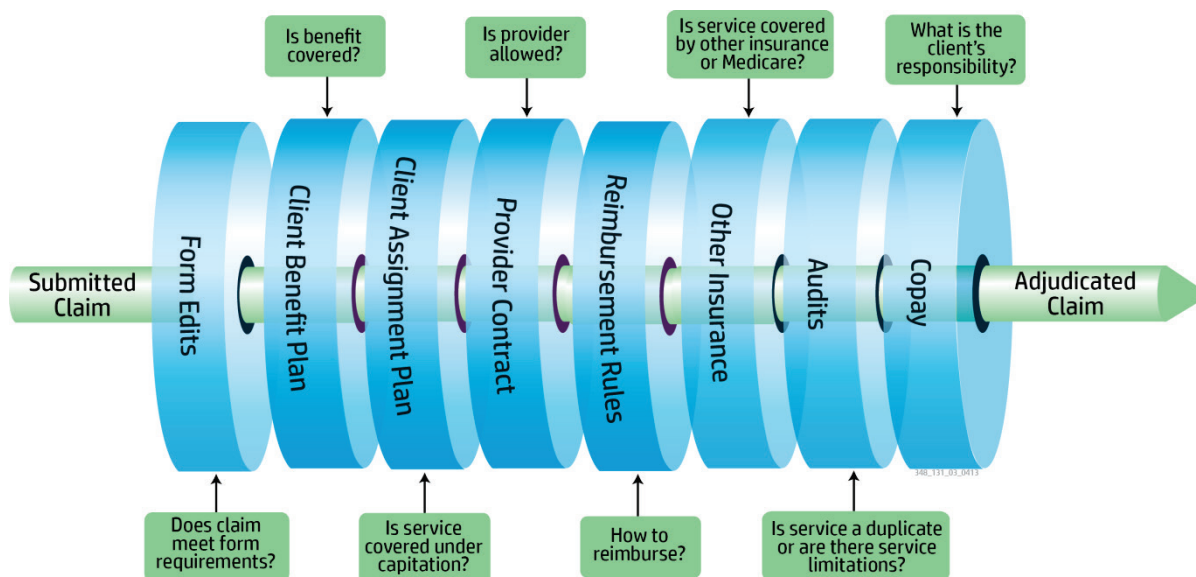 Is benefit
covered?
Is provider
allowed?
Is service covered
by other insurance
or Medicare?
What is the
client's
responsibility?
Submitted
Claim
Form Edits
Client Benefit Plan
Client Assignment Plan
Provider Contract
Reimbursement Rules
Other Insurance
Audits
Copay
Adjudicated
Claim
348_131_03_0413
Does claim
meet form
requirements?
Is service
covered under
capitation?
How to
reimburse?
Is service a duplicate
or are there service
limitations?